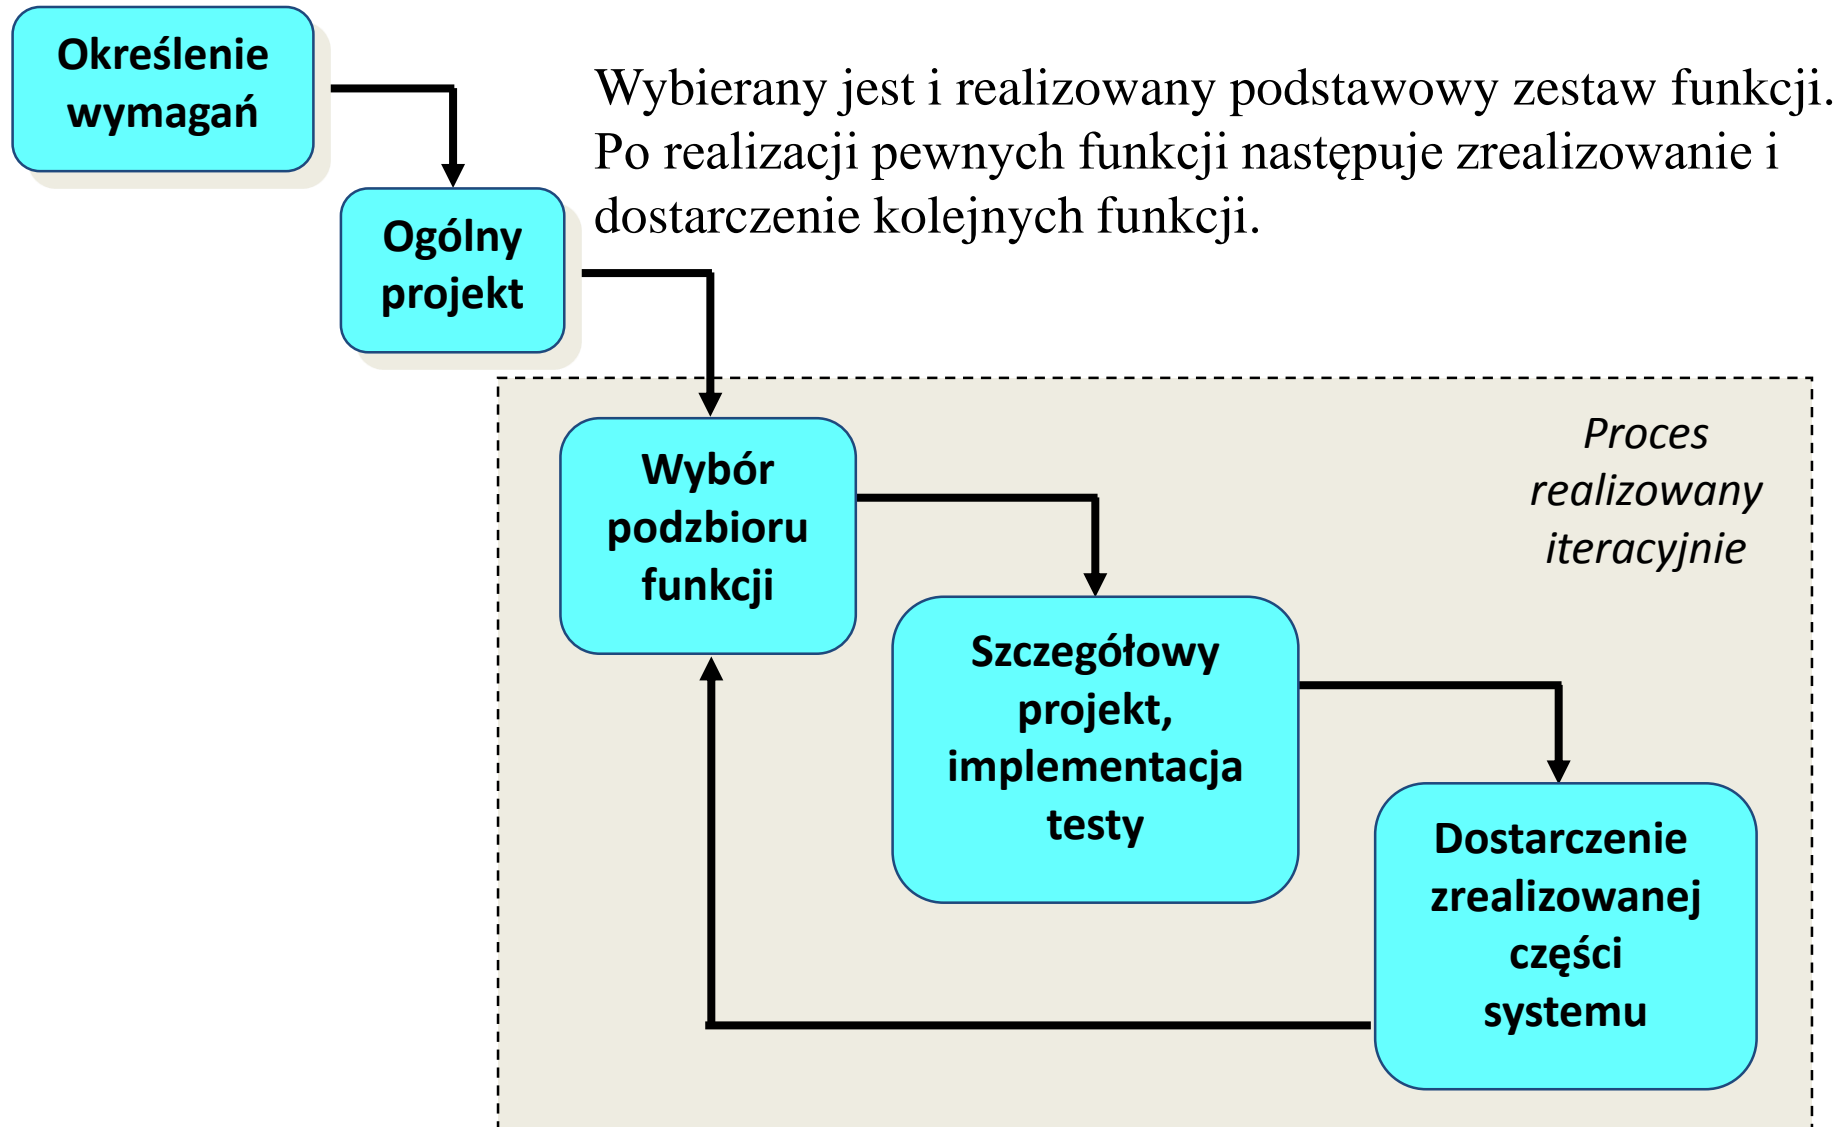 Określenie
wymagań
Wybierany jest i realizowany podstawowy zestaw funkcji.
Po realizacji pewnych funkcji następuje zrealizowanie i
dostarczenie kolejnych funkcji.
Ogólny
projekt
Proces
realizowany
iteracyjnie
Wybór
podzbioru
funkcji
Szczegółowy
projekt,
implementacja
testy
Dostarczenie
zrealizowanej
części
systemu